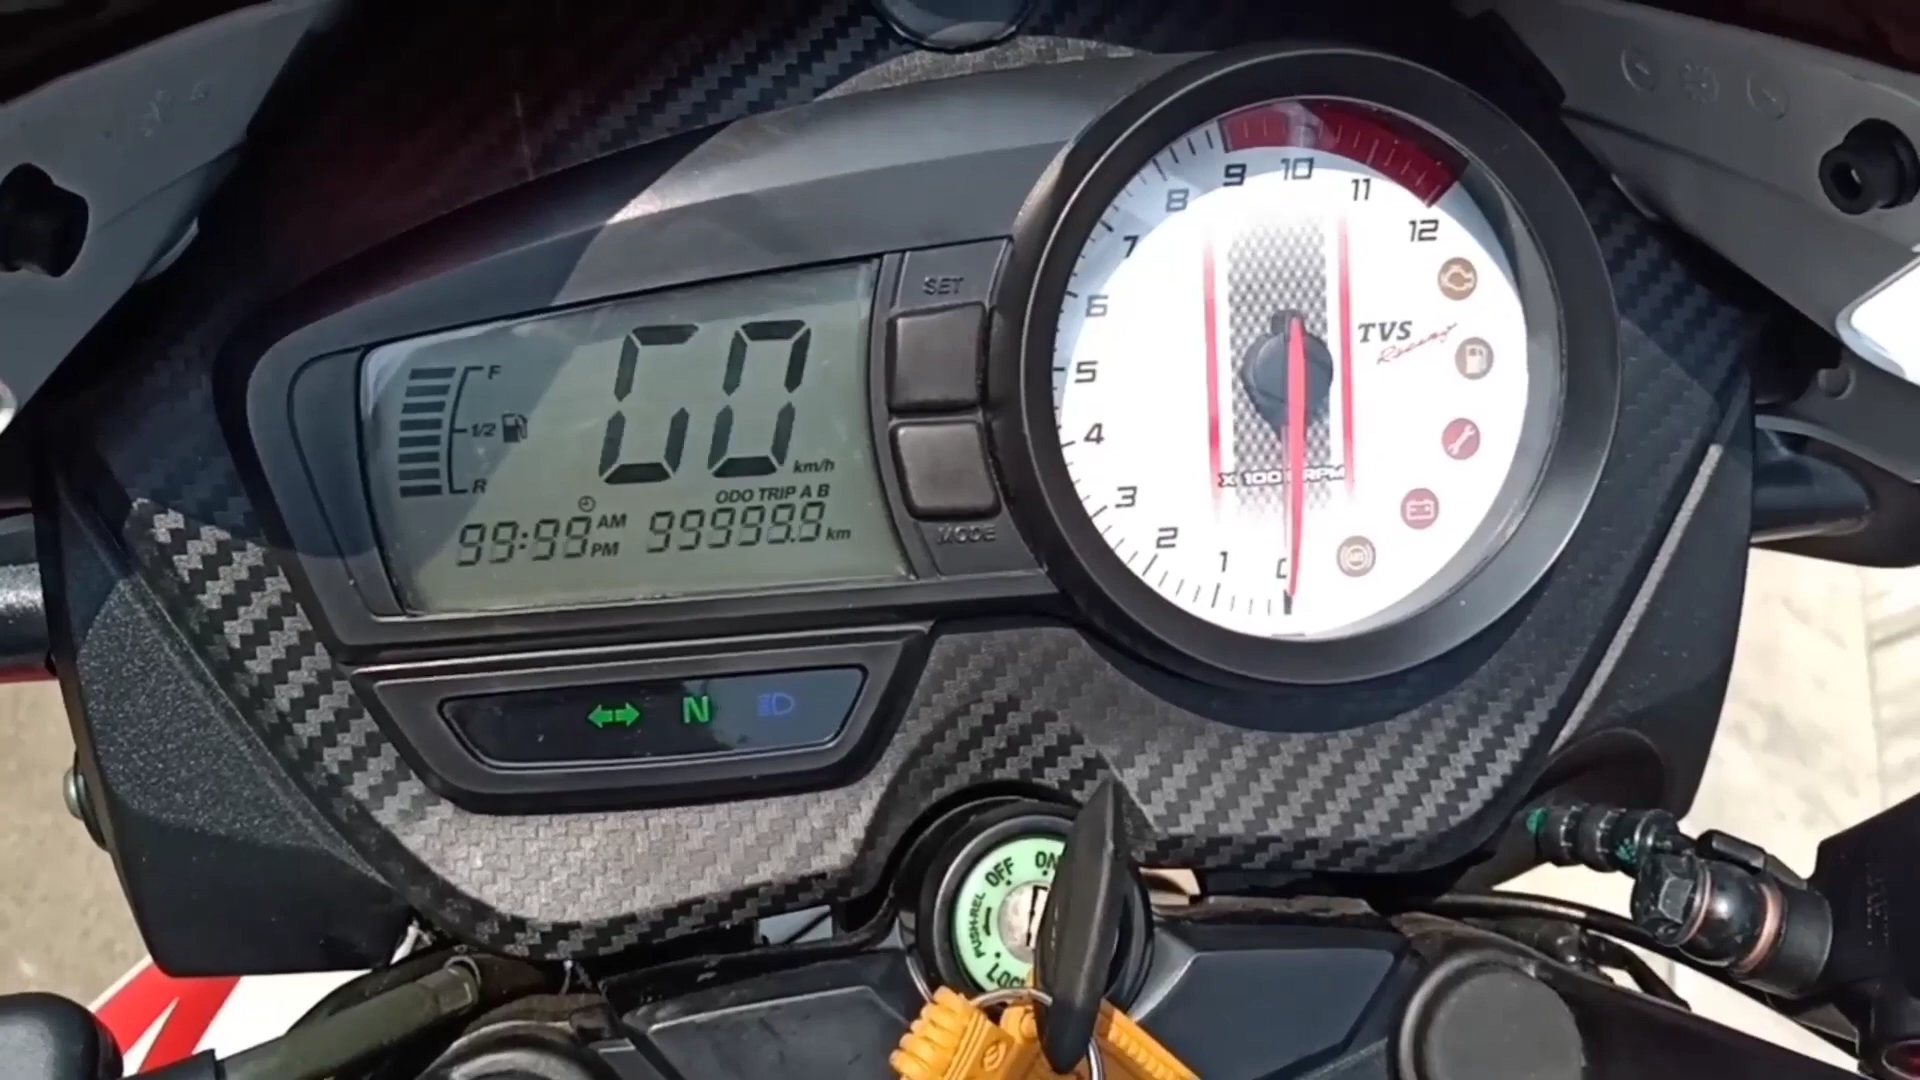 SET
F
1/2
R
GO
km/h
ODO TRIP A B
99:99 AM PM
99999.9 km
MODE
0
1
2
3
4
5
6
7
8
9
10
11
12
TVS
Racing
X 1000 RPM
N
OFF
ON
PUSH-REL
LOCK